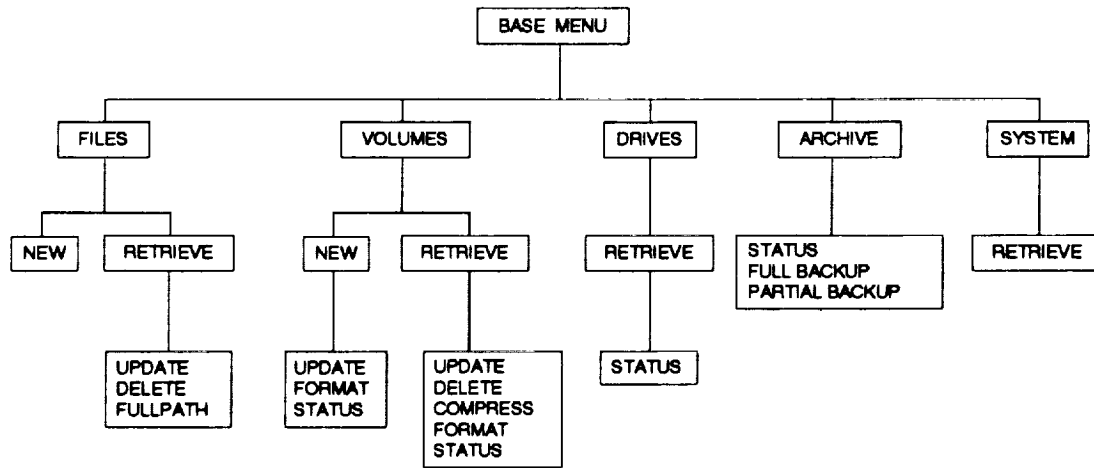 BASE MENU
FILES
VOLUMES
DRIVES
ARCHIVE
SYSTEM
NEW
RETRIEVE
NEW
RETRIEVE
RETRIEVE
STATUS
FULL BACKUP
PARTIAL BACKUP
RETRIEVE
UPDATE
DELETE
FULLPATH
UPDATE
FORMAT
STATUS
UPDATE
DELETE
COMPRESS
FORMAT
STATUS
STATUS